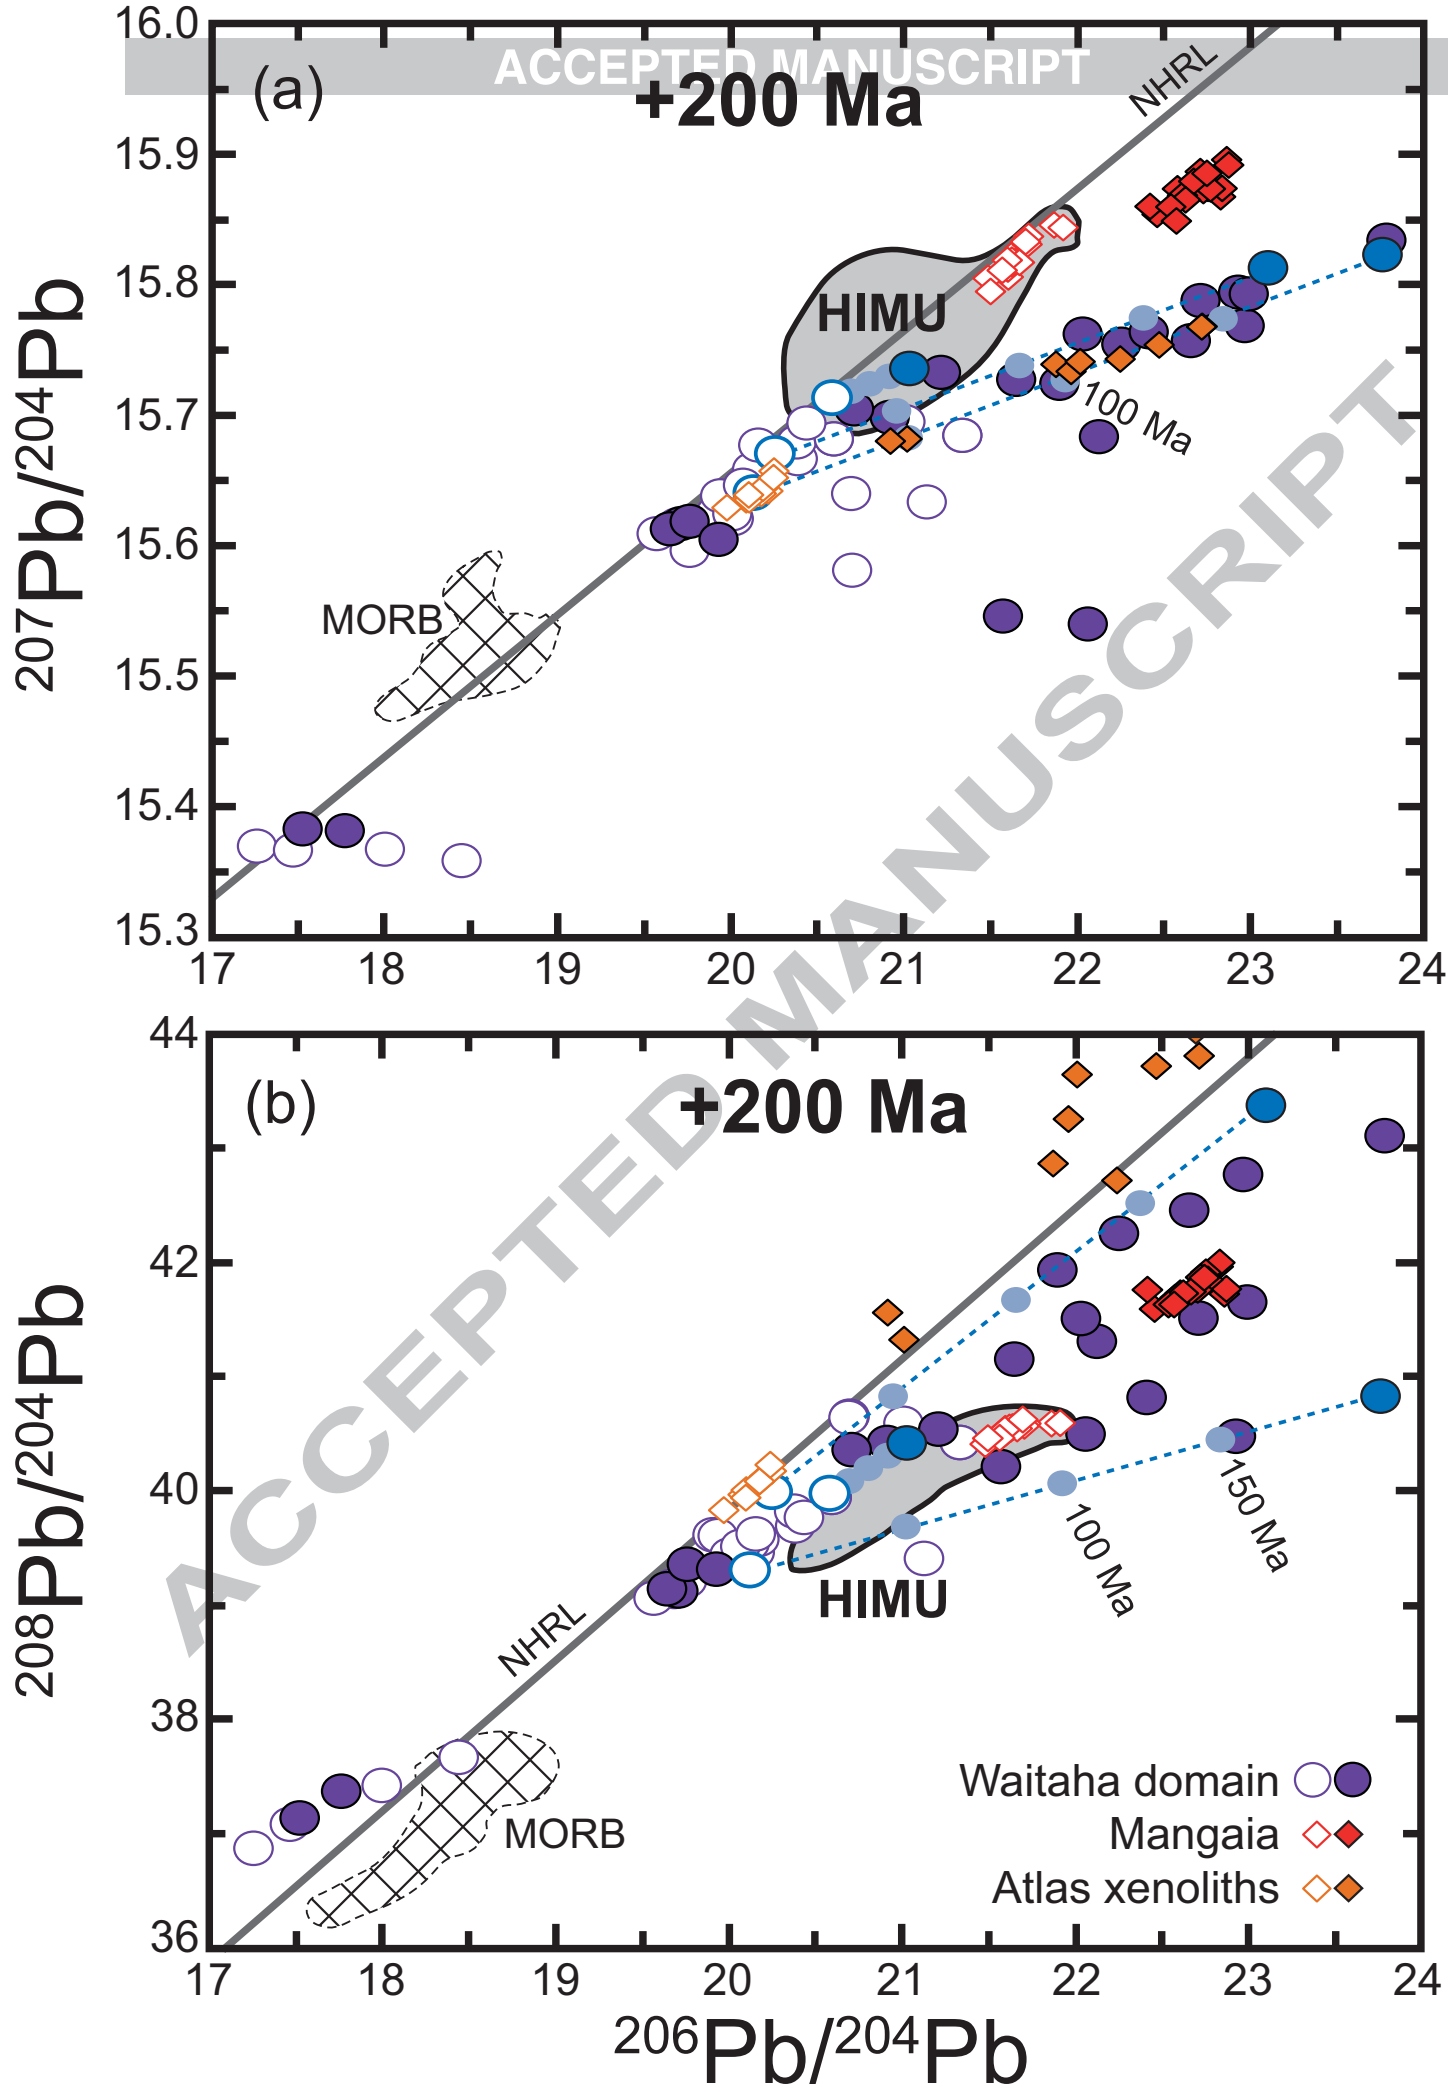 ACCEPTED MANUSCRIPT
(a)
+200 Ma
NHRL
16.0
15.9
15.8
15.7
15.6
15.5
15.4
15.3
207Pb/204Pb
HIMU
100 Ma
MORB
17 18 19 20 21 22 23 24
ACCEPTED MANUSCRIPT
(b)
+200 Ma
44
42
40
38
36
208Pb/204Pb
HIMU
150 Ma
100 Ma
NHRL
MORB
Waitaha domain
Mangaia
Atlas xenoliths
17 18 19 20 21 22 23 24
206Pb/204Pb